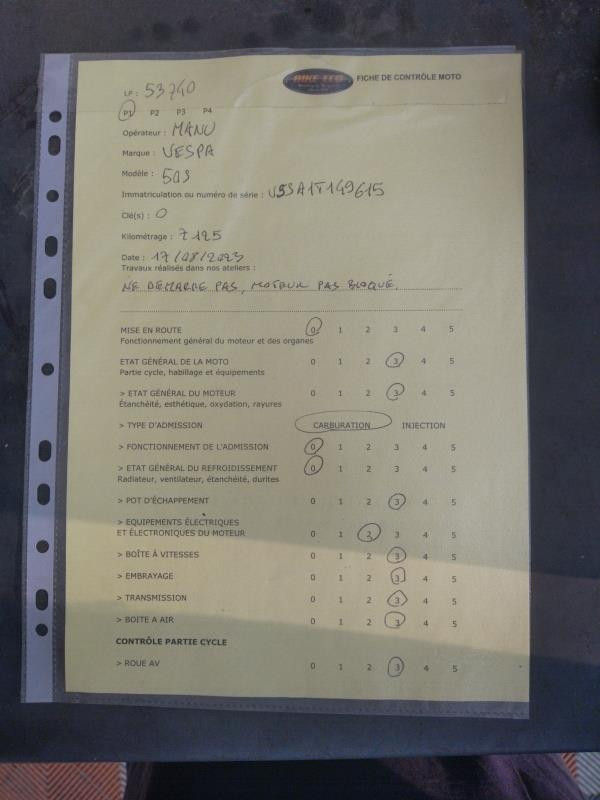 BIKE-ECO
FICHE DE CONTRÔLE MOTO
LP : 53740
P1 P2 P3 P4
Opérateur : MANU
Marque : VESPA
Modèle : 50S
Immatriculation ou numéro de série : V5SA1T149615
Clé(s) : 0
Kilométrage : 7125
Date : 17/08/2023
Travaux réalisés dans nos ateliers :
NE DEMARRE PAS, MOTEUR PAS BLOQUÉ.
MISE EN ROUTE 0 1 2 3 4 5
Fonctionnement général du moteur et des organes
ETAT GÉNÉRAL DE LA MOTO 0 1 2 3 4 5
Partie cycle, habillage et équipements
> ETAT GÉNÉRAL DU MOTEUR 0 1 2 3 4 5
Étanchéité, esthétique, oxydation, rayures
> TYPE D'ADMISSION CARBURATION INJECTION
> FONCTIONNEMENT DE L'ADMISSION 0 1 2 3 4 5
> ETAT GÉNÉRAL DU REFROIDISSEMENT 0 1 2 3 4 5
Radiateur, ventilateur, étanchéité, durites
> POT D'ÉCHAPPEMENT 0 1 2 3 4 5
> EQUIPEMENTS ÉLECTRIQUES
ET ÉLECTRONIQUES DU MOTEUR 0 1 2 3 4 5
> BOÎTE À VITESSES 0 1 2 3 4 5
> EMBRAYAGE 0 1 2 3 4 5
> TRANSMISSION 0 1 2 3 4 5
> BOITE A AIR 0 1 2 3 4 5
CONTRÔLE PARTIE CYCLE
> ROUE AV 0 1 2 3 4 5